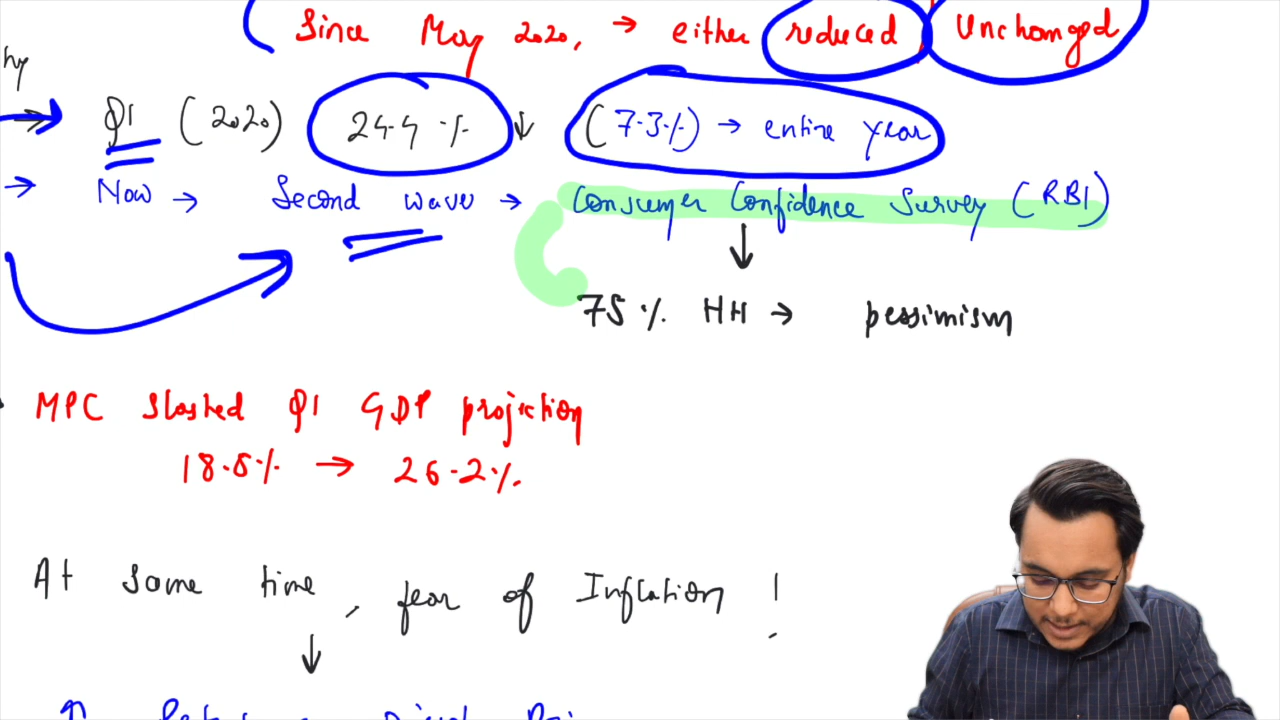 (Since May 2020, → either reduced Unchanged
hy
→ Q1 (2020) 24.4 % ↓ (7.3%) → entire year
→ Now → Second wave → Consumer Confidence Survey (RBI)
↓
75 % HH → pessimism
MPC slashed Q1 GDP projection
18.5% → 26.2%
At same time, fear of Inflation !
↓